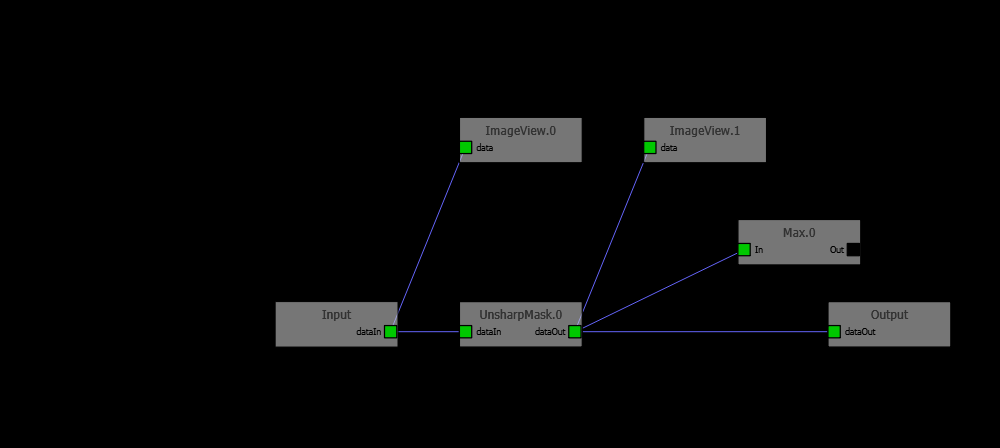 ImageView.0
data
ImageView.1
data
Max.0
In
Out
Input
dataIn
UnsharpMask.0
dataIn
dataOut
Output
dataOut